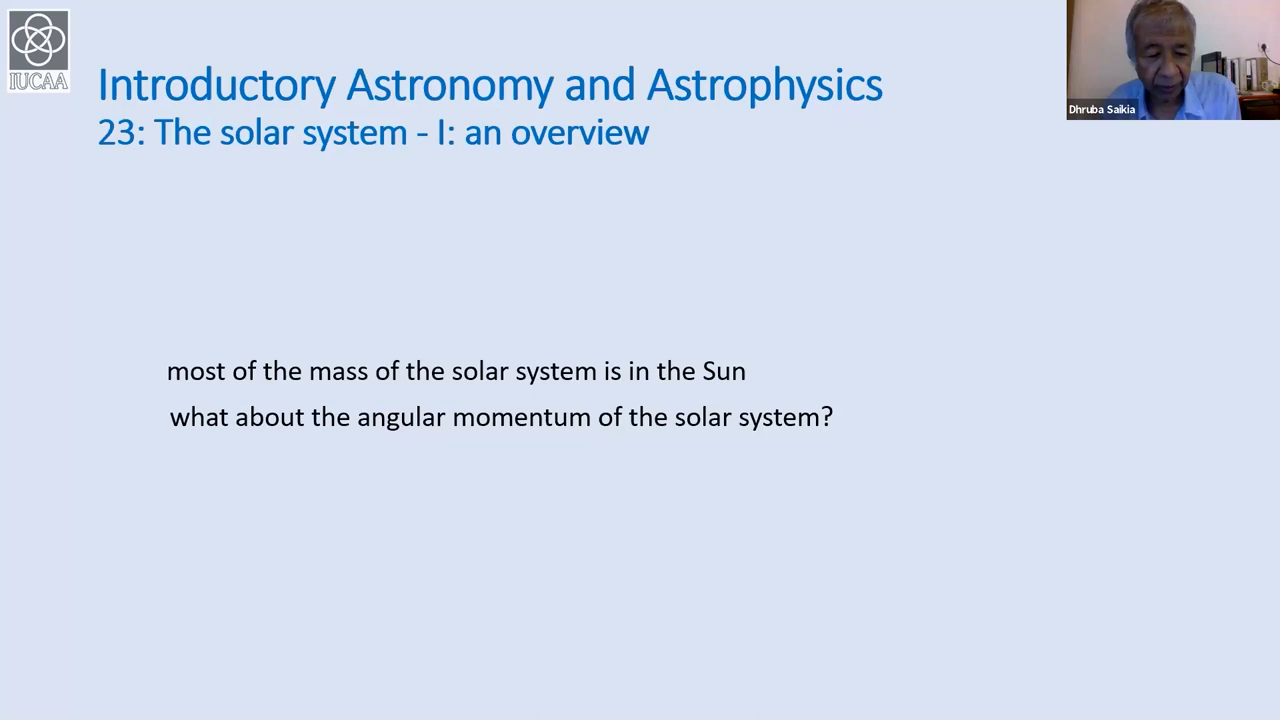 IUCAA
Introductory Astronomy and Astrophysics
23: The solar system - I: an overview
Dhruba Saikia
most of the mass of the solar system is in the Sun
what about the angular momentum of the solar system?